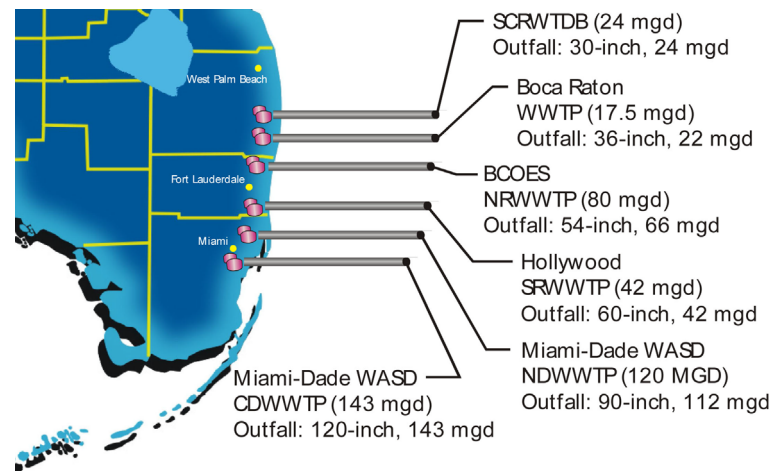 SCRWTDB (24 mgd)
Outfall: 30-inch, 24 mgd
West Palm Beach
Boca Raton
WWTP (17.5 mgd)
Outfall: 36-inch, 22 mgd
BCOES
NRWWTP (80 mgd)
Outfall: 54-inch, 66 mgd
Fort Lauderdale
Miami
Hollywood
SRWWTP (42 mgd)
Outfall: 60-inch, 42 mgd
Miami-Dade WASD
NDWWTP (120 MGD)
Outfall: 90-inch, 112 mgd
Miami-Dade WASD
CDWWTP (143 mgd)
Outfall: 120-inch, 143 mgd